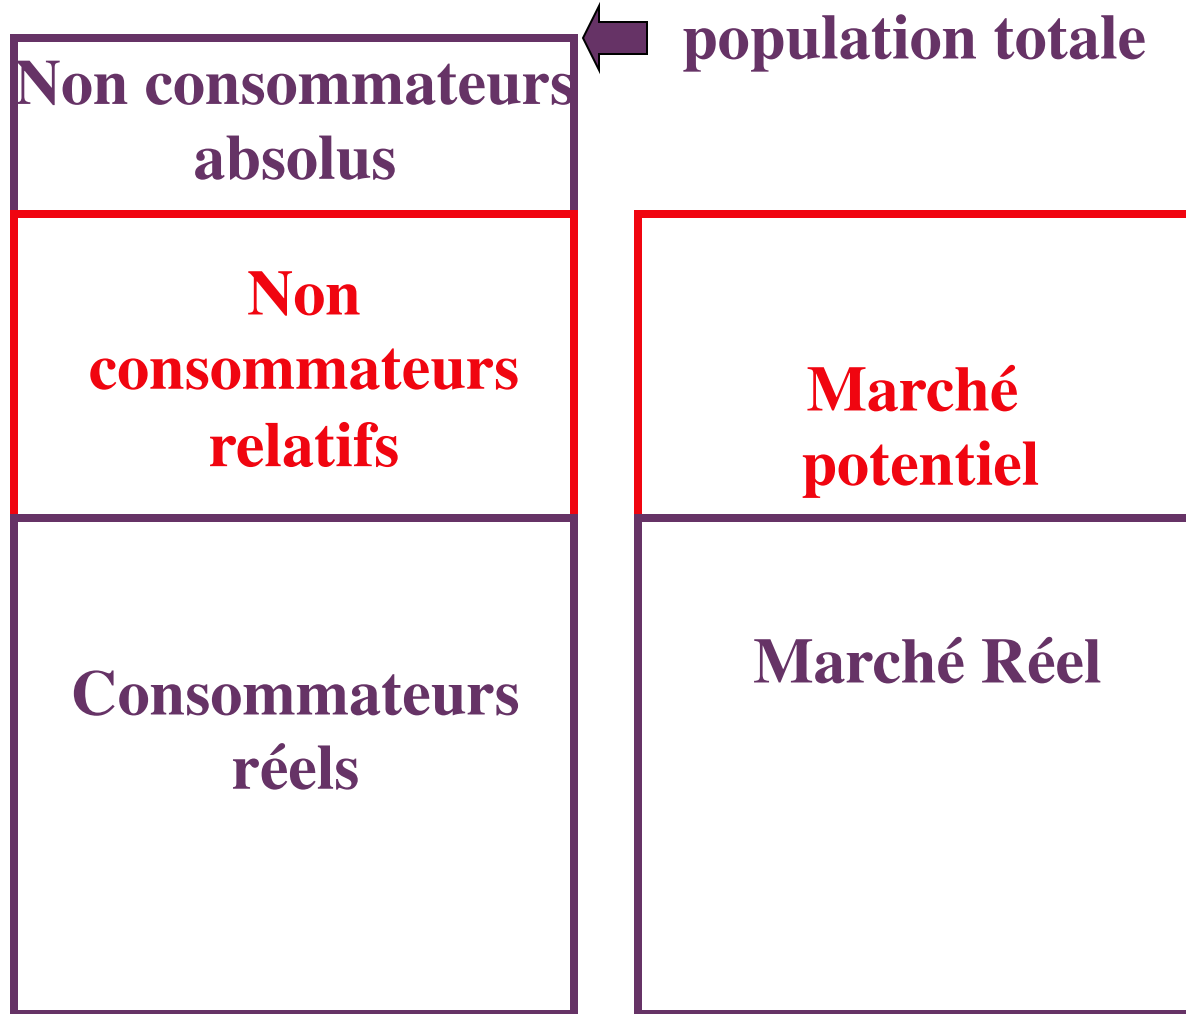 population totale
Non consommateurs
absolus
Non
consommateurs
relatifs
Marché
potentiel
Consommateurs
réels
Marché Réel